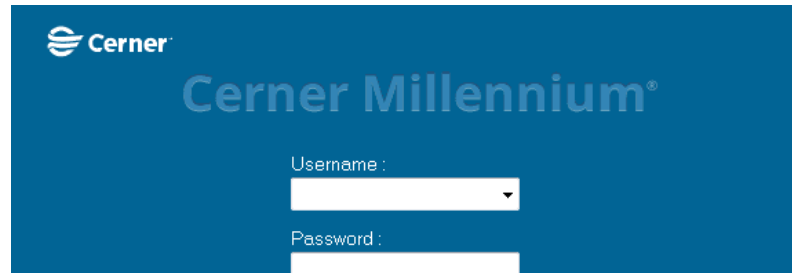 Cerner
Cerner Millennium®
Username :
Password :